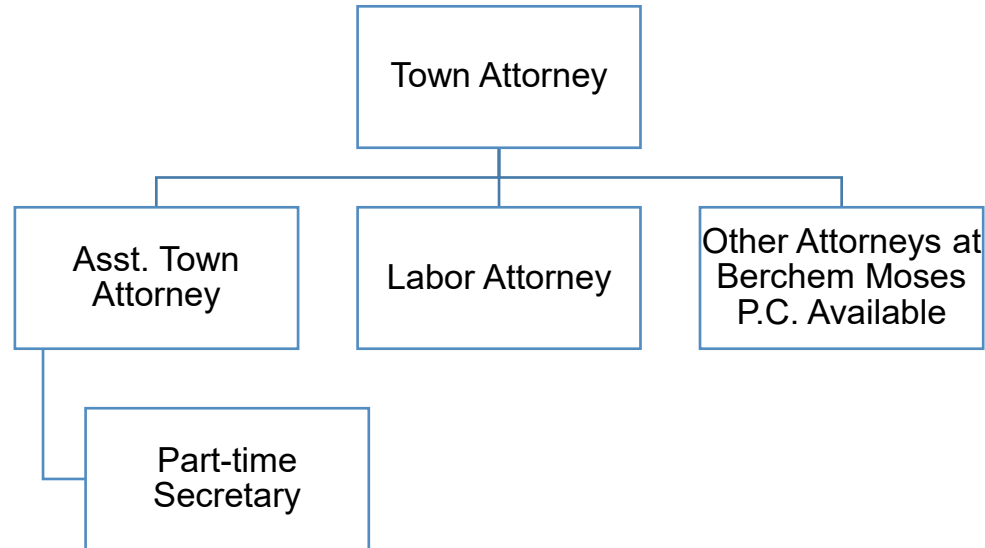 Town Attorney
Asst. Town
Attorney
Labor Attorney
Other Attorneys at
Berchem Moses
P.C. Available
Part-time
Secretary